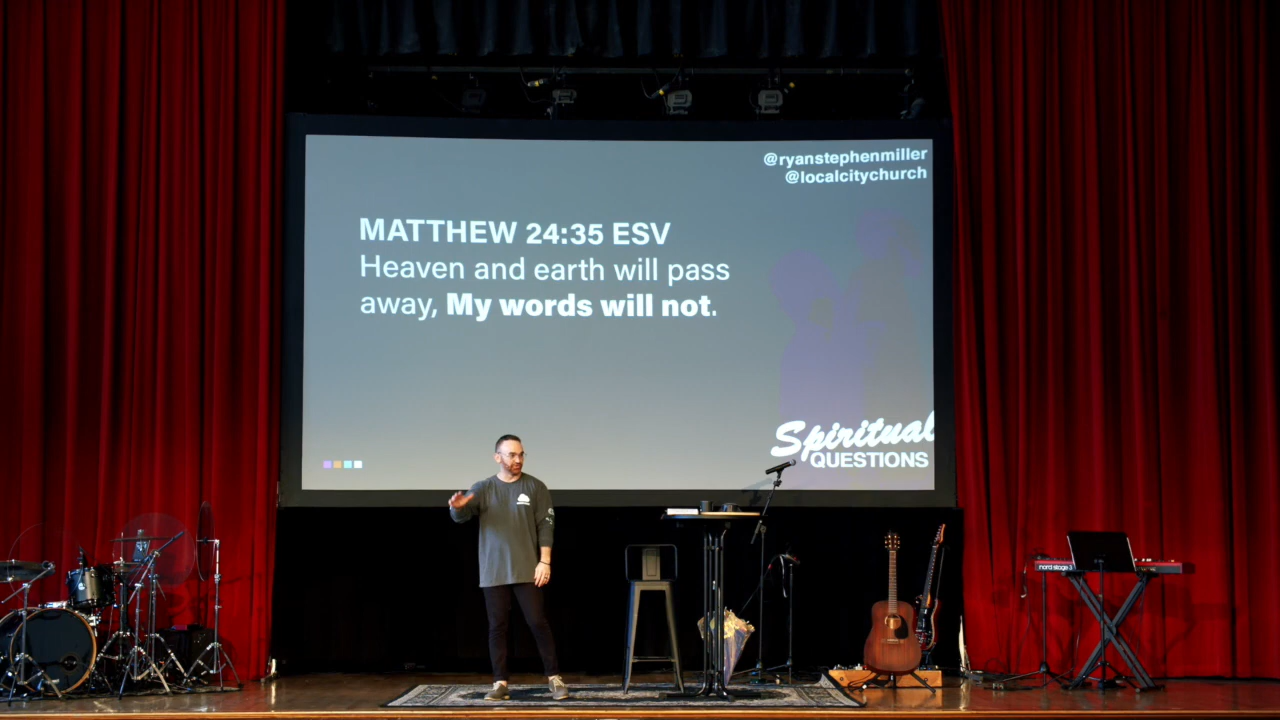 @ryanstephenmiller
@localcitychurch
MATTHEW 24:35 ESV
Heaven and earth will pass
away, My words will not.
Spiritual
QUESTIONS
nord stage 3